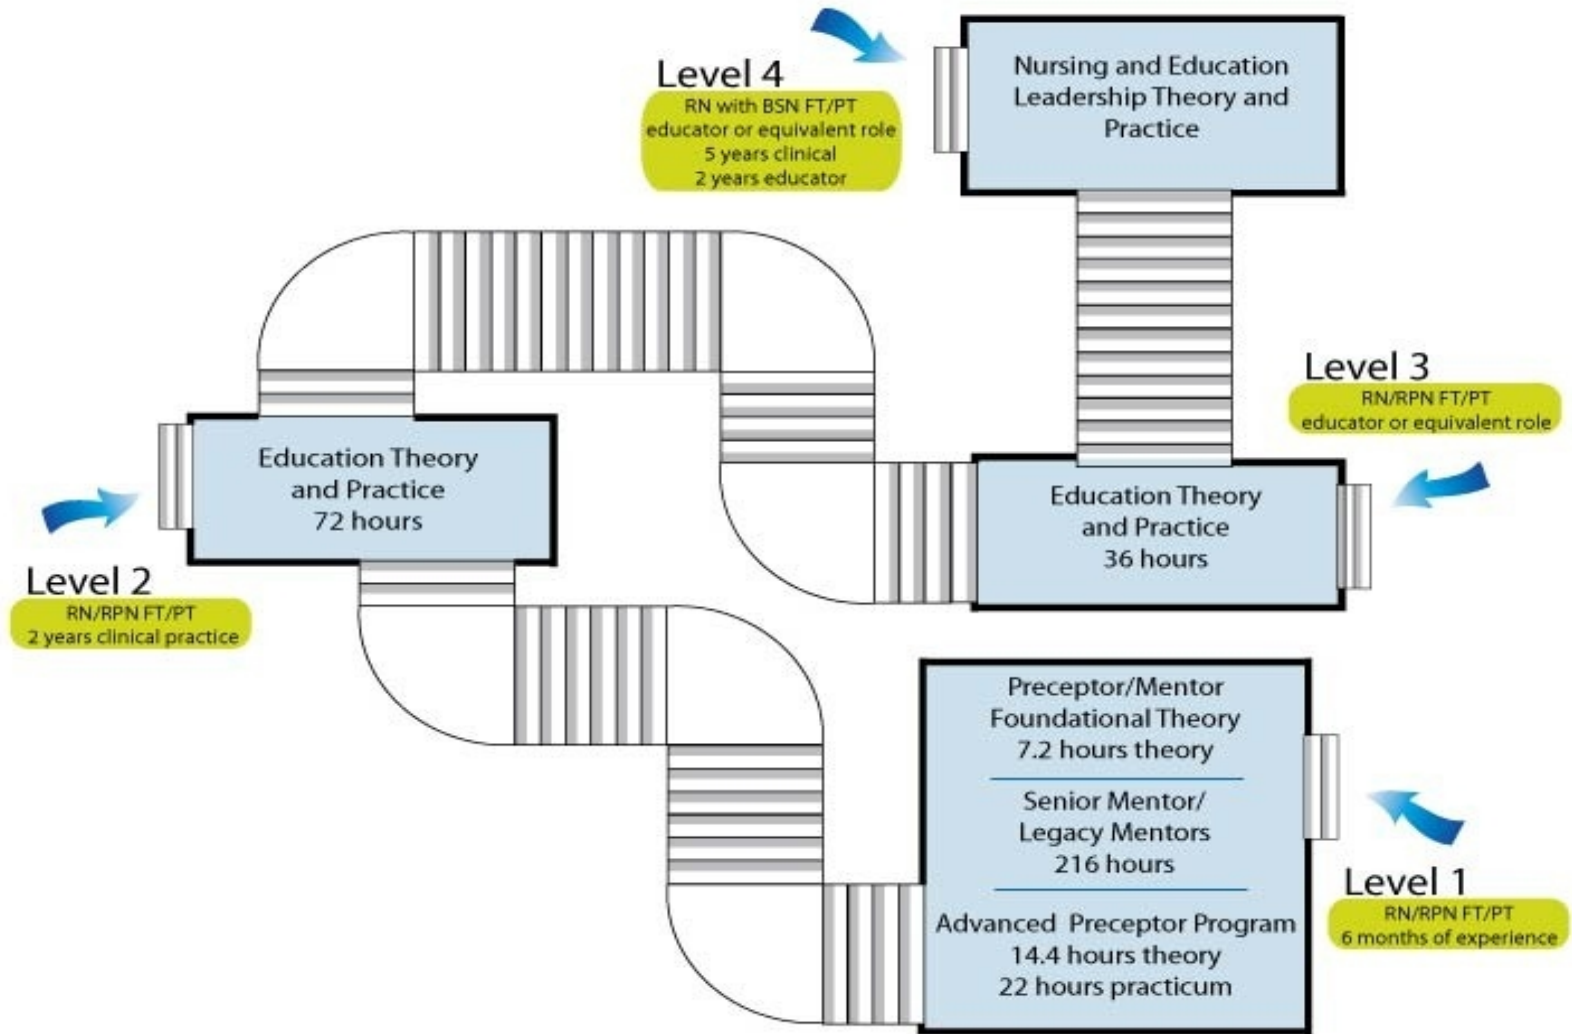 Level 4
RN with BSN FT/PT
educator or equivalent role
5 years clinical
2 years educator
Nursing and Education
Leadership Theory and
Practice
Level 3
RN/RPN FT/PT
educator or equivalent role
Education Theory
and Practice
36 hours
Education Theory
and Practice
72 hours
Level 2
RN/RPN FT/PT
2 years clinical practice
Preceptor/Mentor
Foundational Theory
7.2 hours theory
Senior Mentor/
Legacy Mentors
216 hours
Advanced Preceptor Program
14.4 hours theory
22 hours practicum
Level 1
RN/RPN FT/PT
6 months of experience